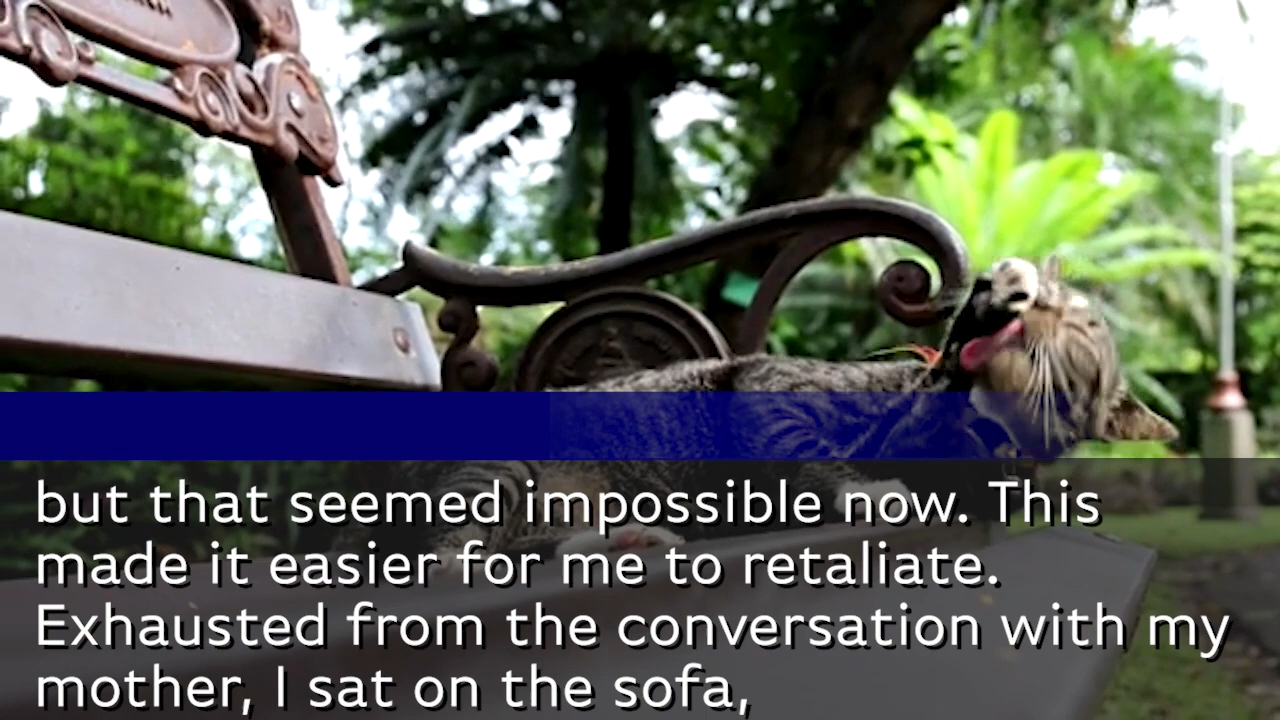 but that seemed impossible now. This
made it easier for me to retaliate.
Exhausted from the conversation with my
mother, I sat on the sofa,